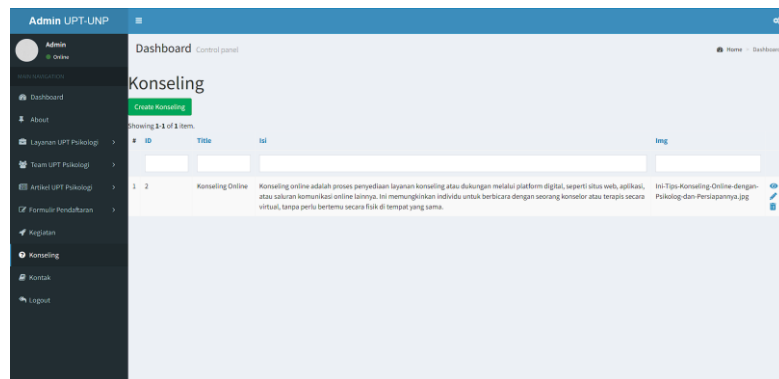 Admin UPT-UNP
Admin
Online
MAIN NAVIGATION
Dashboard
About
Layanan UPT Psikologi
Team UPT Psikologi
Artikel UPT Psikologi
Formulir Pendaftaran
Kegiatan
Konseling
Kontak
Logout
Dashboard Control panel
Home Dashboard
Konseling
Create Konseling
Showing 1-1 of 1 item.
# ID Title Isi Img
1 2 Konseling Online Konseling online adalah proses penyediaan layanan konseling atau dukungan melalui platform digital, seperti situs web, aplikasi, Ini-Tips-Konseling-Online-dengan-
atau saluran komunikasi online lainnya. Ini memungkinkan individu untuk berbicara dengan seorang konselor atau terapis secara Psikolog-dan-Persiapannya.jpg
virtual, tanpa perlu bertemu secara fisik di tempat yang sama.